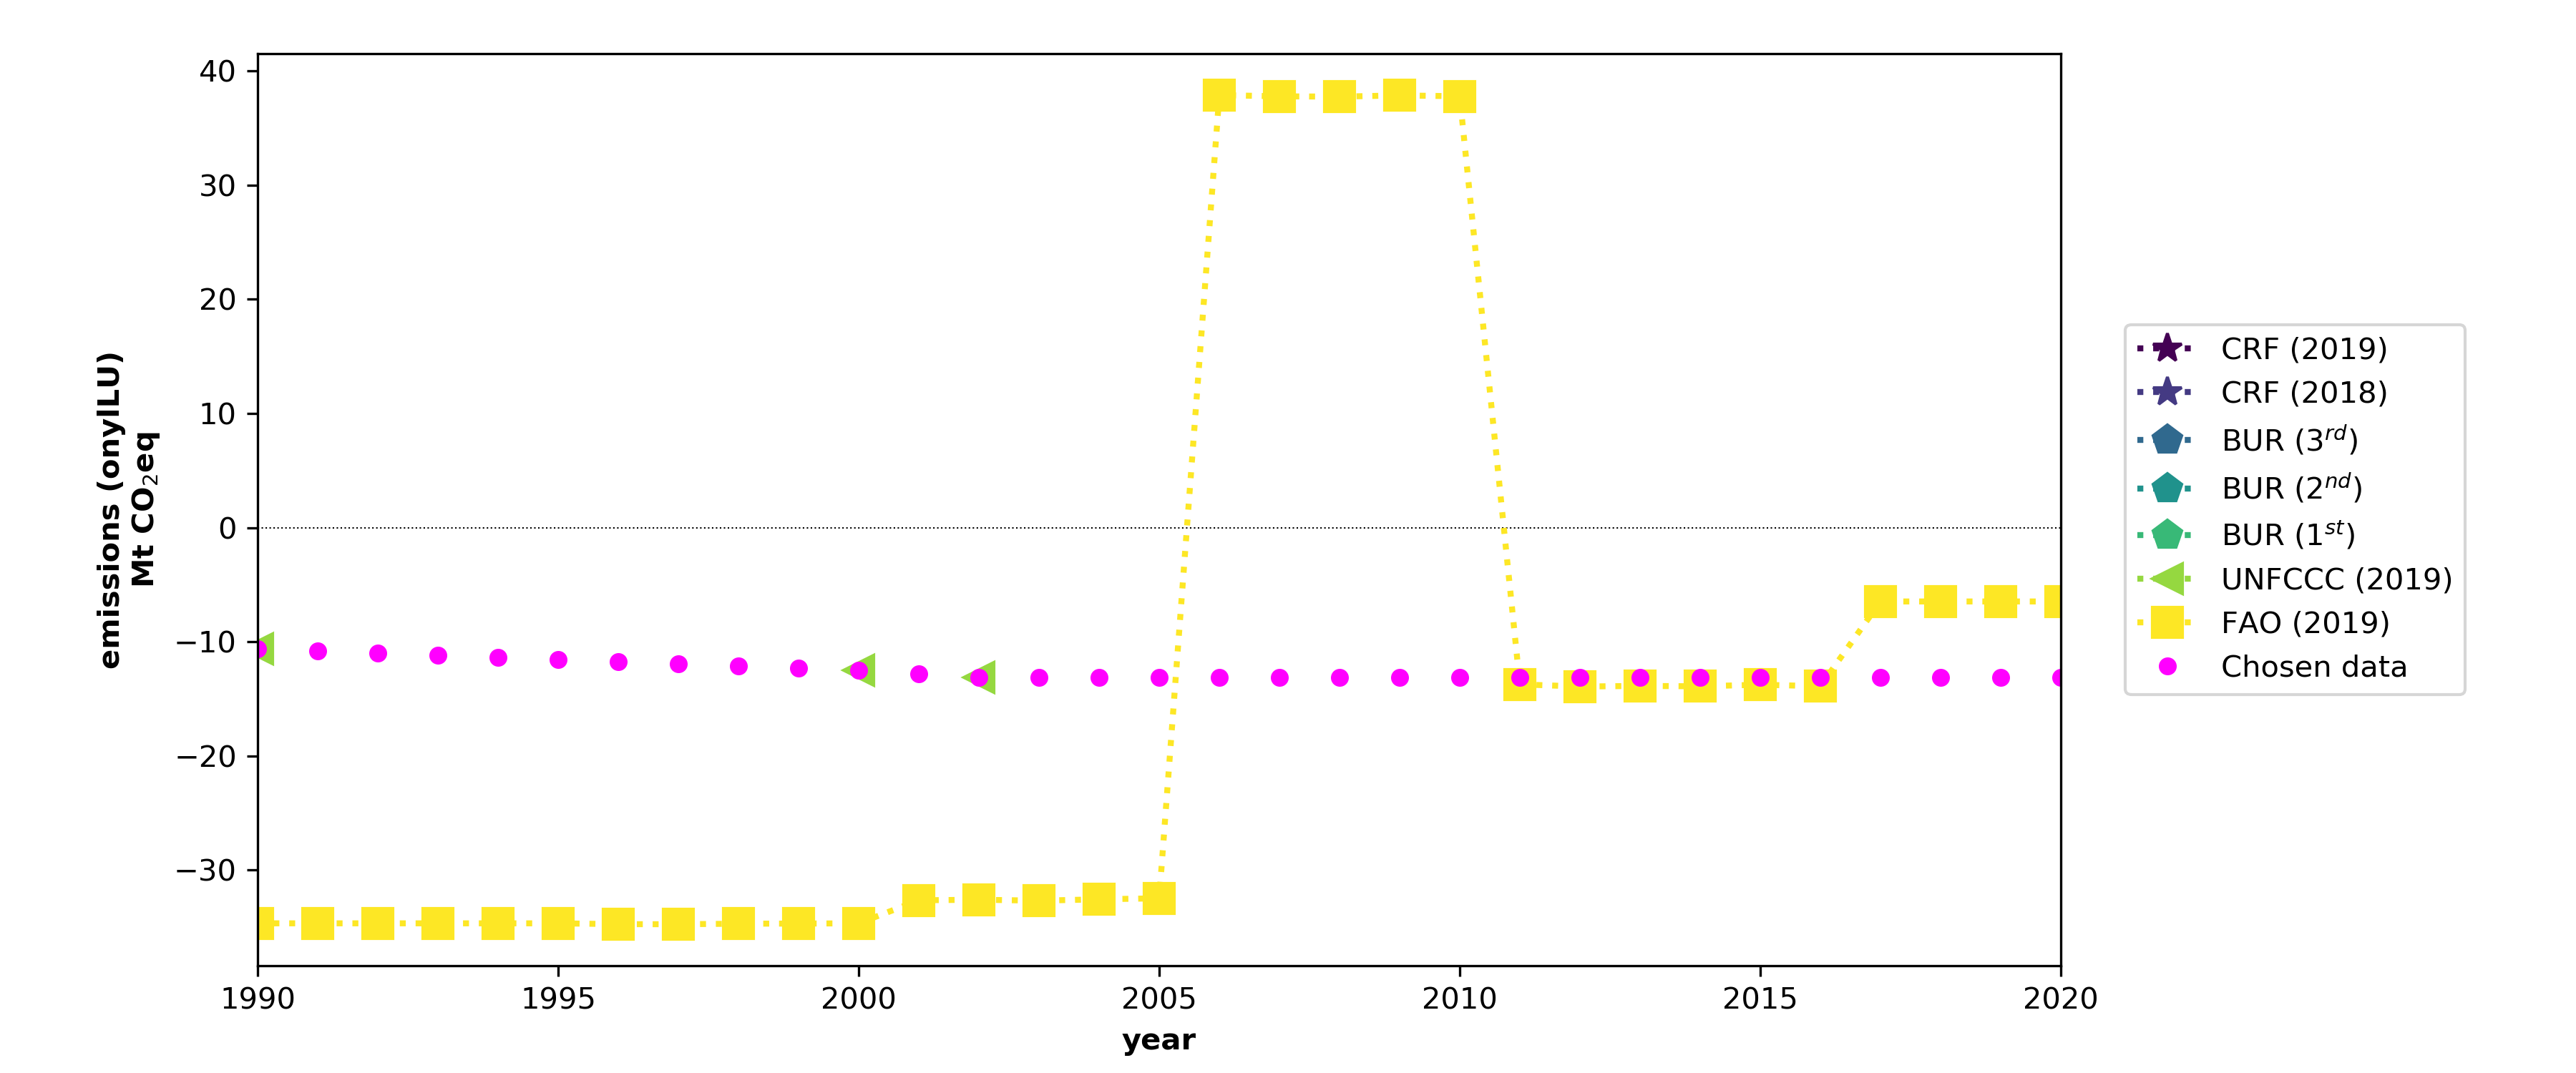 40
30
20
10
0
−10
−20
−30
emissions (onylLU)
Mt CO₂eq
1990 1995 2000 2005 2010 2015 2020
year
CRF (2019)
CRF (2018)
BUR (3ʳᵈ)
BUR (2ⁿᵈ)
BUR (1ˢᵗ)
UNFCCC (2019)
FAO (2019)
Chosen data